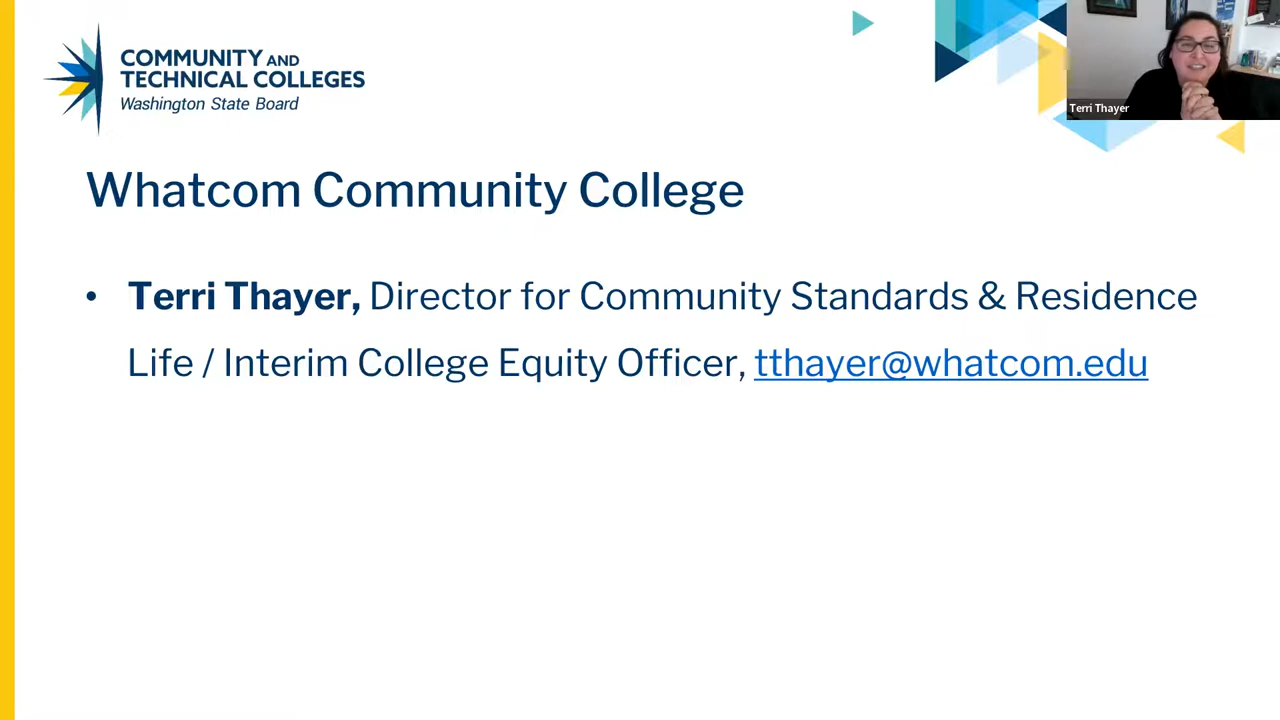 COMMUNITY AND
TECHNICAL COLLEGES
Washington State Board
Terri Thayer
Whatcom Community College
• Terri Thayer, Director for Community Standards & Residence
Life / Interim College Equity Officer, tthayer@whatcom.edu